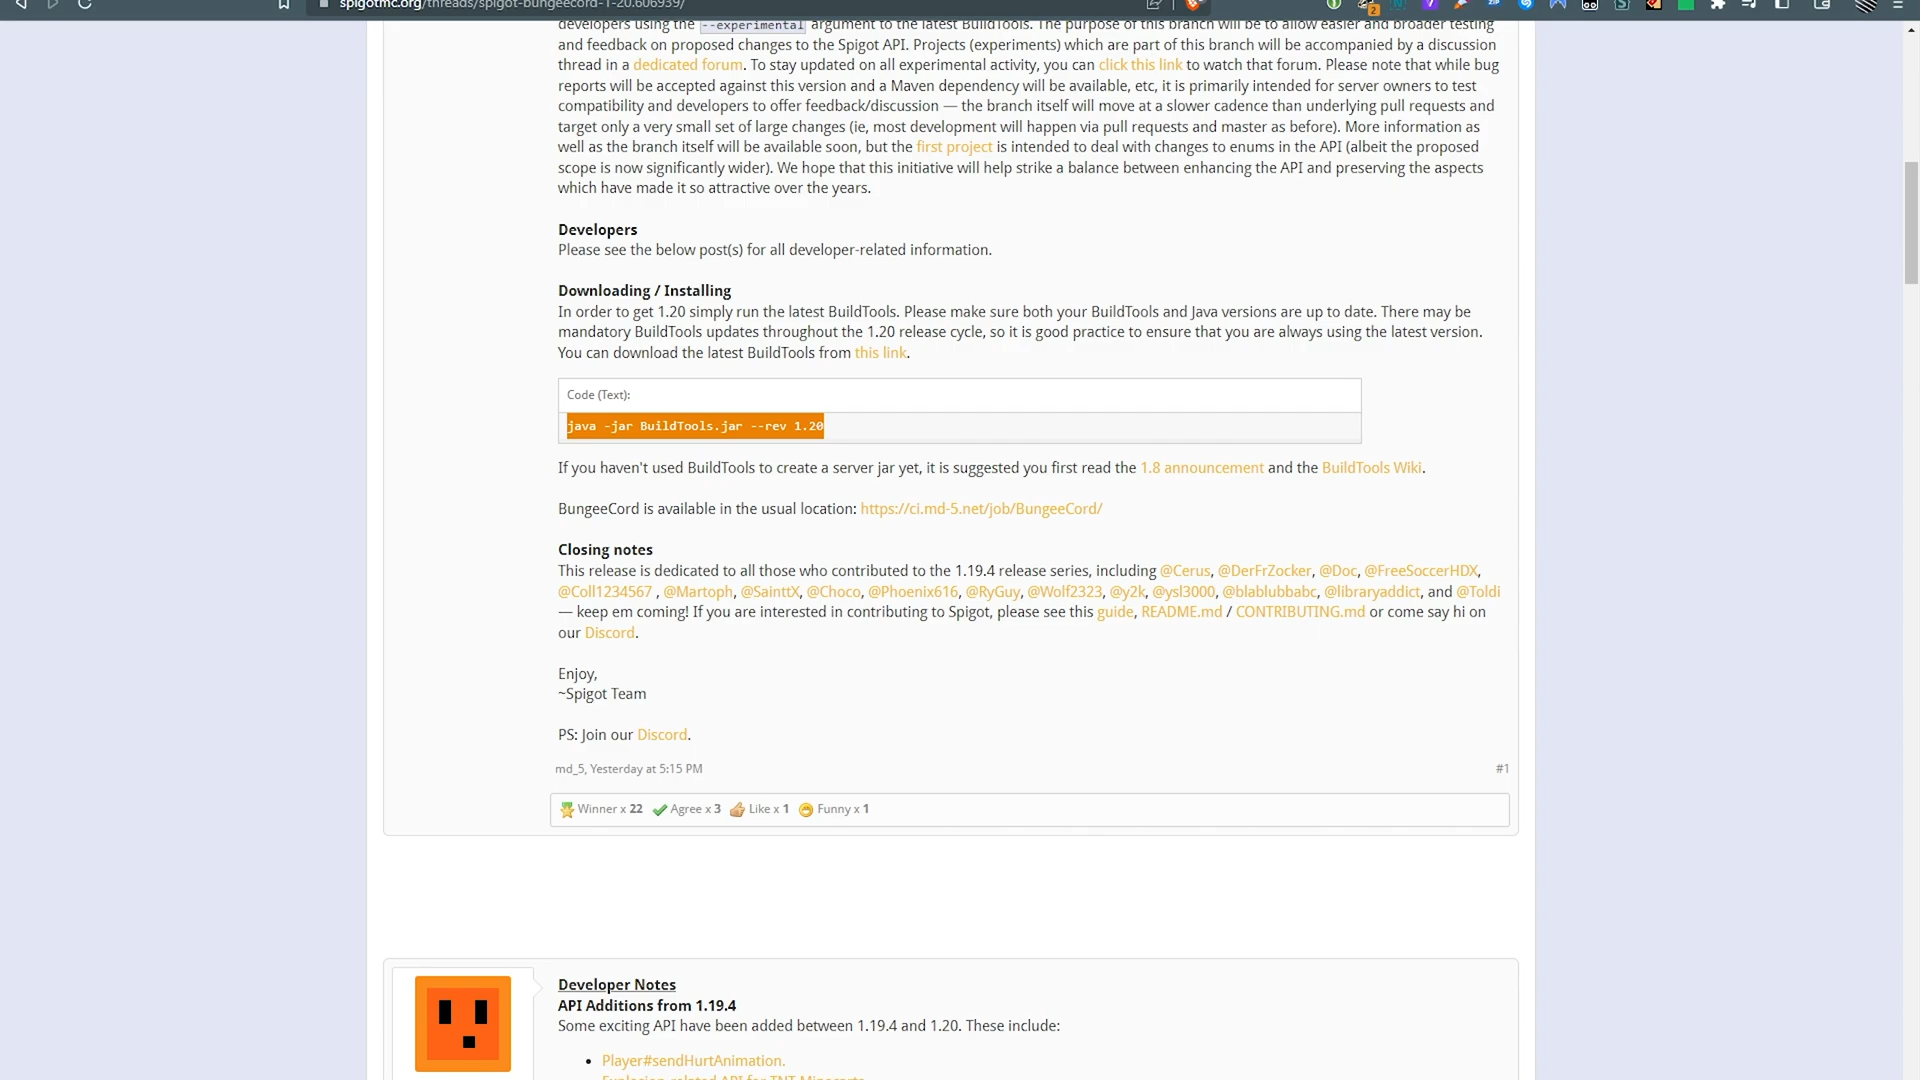 spigotmc.org/threads/spigot-bungeecord-1-20.606939/
2
developers using the --experimental argument to the latest BuildTools. The purpose of this branch will be to allow easier and broader testing
and feedback on proposed changes to the Spigot API. Projects (experiments) which are part of this branch will be accompanied by a discussion
thread in a dedicated forum. To stay updated on all experimental activity, you can click this link to watch that forum. Please note that while bug
reports will be accepted against this version and a Maven dependency will be available, etc, it is primarily intended for server owners to test
compatibility and developers to offer feedback/discussion — the branch itself will move at a slower cadence than underlying pull requests and
target only a very small set of large changes (ie, most development will happen via pull requests and master as before). More information as
well as the branch itself will be available soon, but the first project is intended to deal with changes to enums in the API (albeit the proposed
scope is now significantly wider). We hope that this initiative will help strike a balance between enhancing the API and preserving the aspects
which have made it so attractive over the years.
Developers
Please see the below post(s) for all developer-related information.
Downloading / Installing
In order to get 1.20 simply run the latest BuildTools. Please make sure both your BuildTools and Java versions are up to date. There may be
mandatory BuildTools updates throughout the 1.20 release cycle, so it is good practice to ensure that you are always using the latest version.
You can download the latest BuildTools from this link.
Code (Text):
java -jar BuildTools.jar --rev 1.20
If you haven't used BuildTools to create a server jar yet, it is suggested you first read the 1.8 announcement and the BuildTools Wiki.
BungeeCord is available in the usual location: https://ci.md-5.net/job/BungeeCord/
Closing notes
This release is dedicated to all those who contributed to the 1.19.4 release series, including @Cerus, @DerFrZocker, @Doc, @FreeSoccerHDX,
@Coll1234567 , @Martoph, @SainttX, @Choco, @Phoenix616, @RyGuy, @Wolf2323, @y2k, @ysl3000, @blablubbabc, @libraryaddict, and @Toldi
— keep em coming! If you are interested in contributing to Spigot, please see this guide, README.md / CONTRIBUTING.md or come say hi on
our Discord.
Enjoy,
~Spigot Team
PS: Join our Discord.
md_5, Yesterday at 5:15 PM #1
Winner x 22 Agree x 3 Like x 1 Funny x 1
Developer Notes
API Additions from 1.19.4
Some exciting API have been added between 1.19.4 and 1.20. These include:
Player#sendHurtAnimation.
Explosion-related API for TNT Minecarts